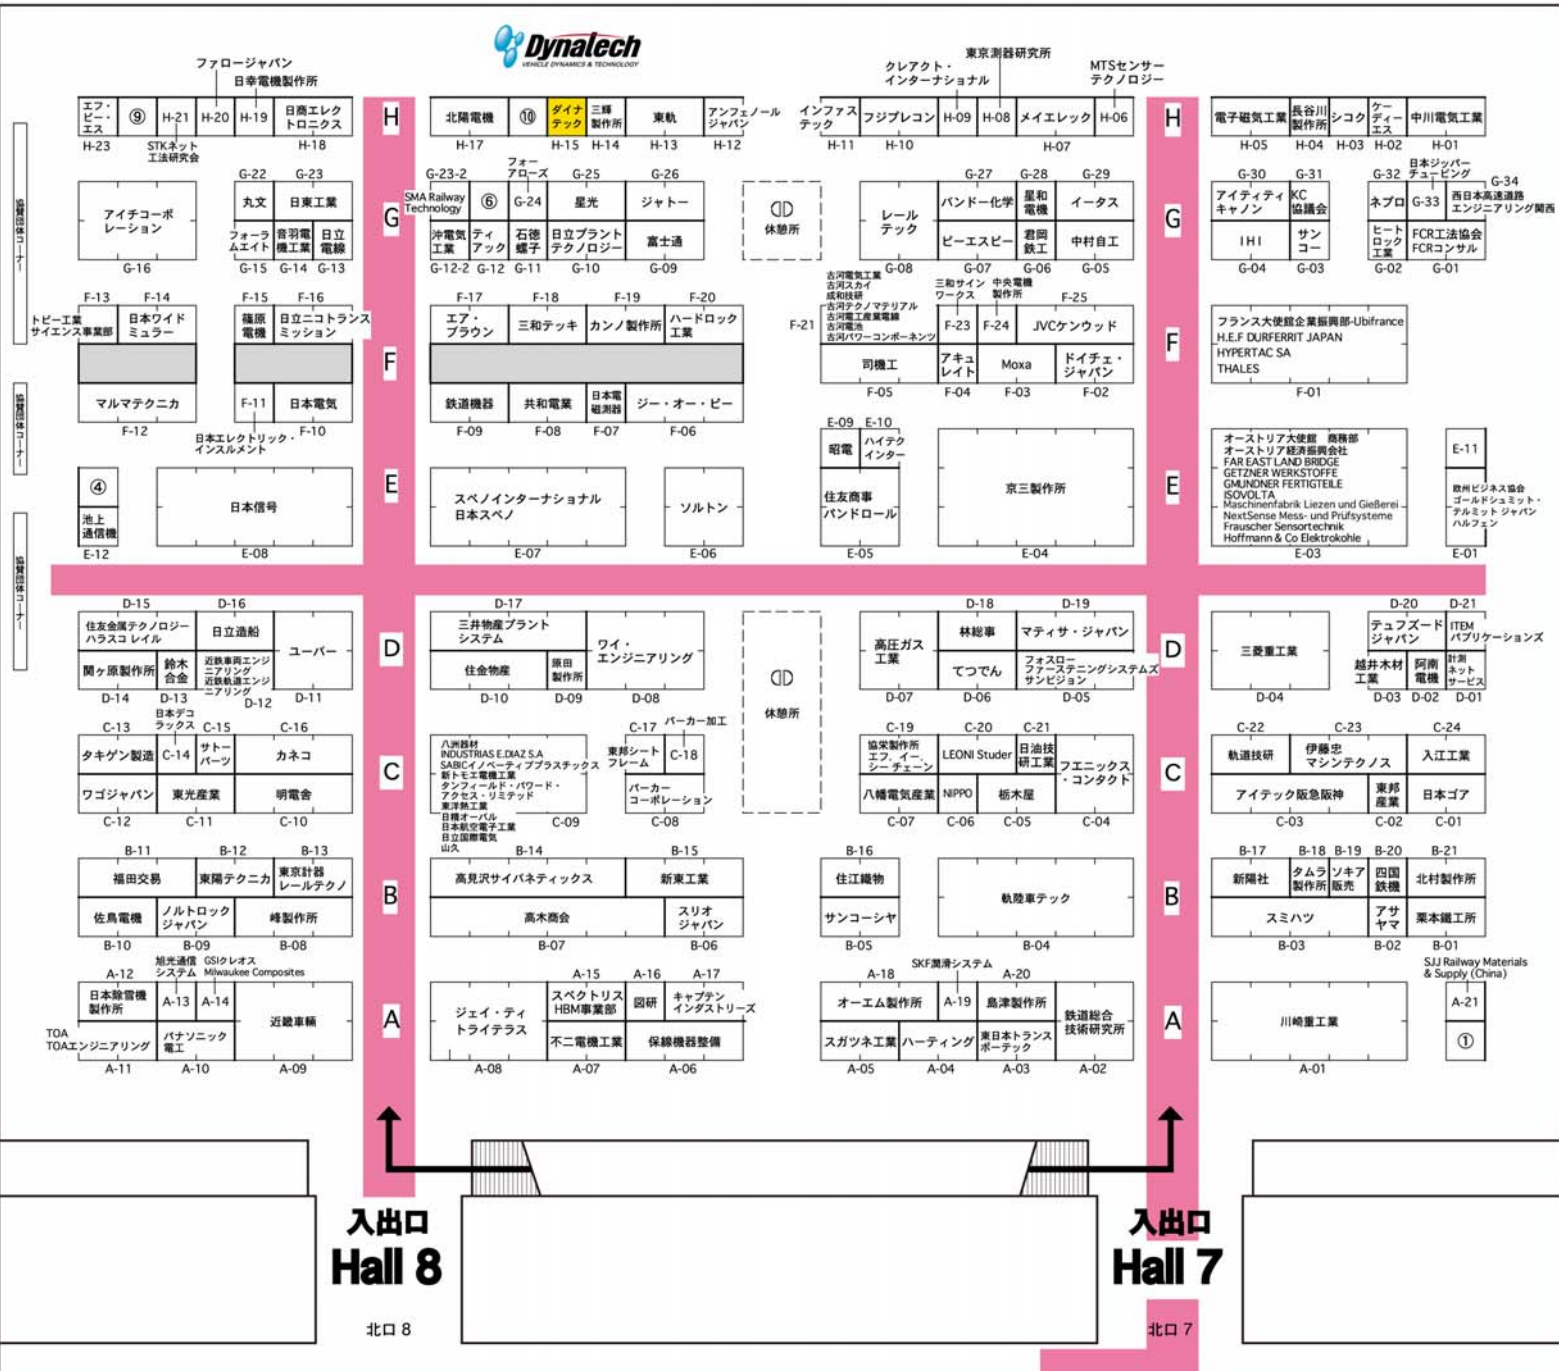 Dynatech
VEHICLE DYNAMICS & TECHNOLOGY
ファロージャパン
日幸電機製作所
クレアクト・
インターナショナル
東京測器研究所
MTSセンサー
テクノロジー
エフ・
ピー・
エス
⑨
H-21
H-20
H-19
日商エレク
トロニクス
H
北陽電機
⑩
ダイナ
テック
三輝
製作所
東軌
アンフェノール
ジャパン
インファス
テック
フジプレコン
H-09
H-08
メイエレック
H-06
H
電子磁気工業
長谷川
製作所
シコク
ケー
ディー
エス
中川電気工業
H-23
STKネット
工法研究会
H-18
H-17
H-15
H-14
H-13
H-12
H-11
H-10
H-07
H-05
H-04
H-03
H-02
H-01
協賛団体コーナー
G-22
G-23
G-23-2
フォー
アローズ
G-25
G-26
G-27
G-28
G-29
G-30
G-31
G-32
日本ジッパー
チュービング
G-34
アイチコーポ
レーション
丸文
日東工業
G
SMA Railway
Technology
⑥
G-24
星光
ジャトー
休憩所
レール
テック
バンドー化学
星和
電機
イータス
G
アイティティ
キャノン
KC
協議会
ネプロ
G-33
西日本高速道路
エンジニアリング関西
フォーラ
ムエイト
音羽電
機工業
日立
電線
沖電気
工業
ティ
アック
石徳
螺子
日立プラント
テクノロジー
富士通
ビーエスピー
君岡
鉄工
中村自工
IHI
サン
コー
ヒート
ロック
工業
FCR工法協会
FCRコンサル
G-16
G-15
G-14
G-13
G-12-2
G-12
G-11
G-10
G-09
G-08
G-07
G-06
G-05
G-04
G-03
G-02
G-01
F-13
F-14
F-15
F-16
F-17
F-18
F-19
F-20
F-21
古河電気工業
古河スカイ
成和技研
古河テクノマテリアル
古河電工産業電線
古河電池
古河パワーコンポーネンツ
三和サイン
ワークス
中央電機
製作所
F-25
トピー工業
サイエンス事業部
日本ワイド
ミュラー
篠原
電機
日立ニコトランス
ミッション
エア・
ブラウン
三和テッキ
カンノ製作所
ハードロック
工業
F-23
F-24
JVCケンウッド
フランス大使館企業振興部-Ubifrance
H.E.F DURFERRIT JAPAN
HYPERTAC SA
THALES
F
F
司機工
アキュ
レイト
Moxa
ドイチェ・
ジャパン
F-05
F-04
F-03
F-02
F-01
協賛団体コーナー
マルマテクニカ
F-11
日本電気
鉄道機器
共和電業
日本電
磁測器
ジー・オー・ピー
F-12
日本エレクトリック・
インスルメント
F-10
F-09
F-08
F-07
F-06
E-09
E-10
昭電
ハイテク
インター
住友商事
パンドロール
④
池上
通信機
日本信号
E
スペノインターナショナル
日本スペノ
ソルトン
京三製作所
E
オーストリア大使館 商務部
オーストリア経済振興会社
FAR EAST LAND BRIDGE
GETZNER WERKSTOFFE
GMUNDNER FERTIGTEILE
ISOVOLTA
Maschinenfabrik Liezen und Gießerei
NextSense Mess- und Prüfsysteme
Frauscher Sensortechnik
Hoffmann & Co Elektrokohle
E-11
欧州ビジネス協会
ゴールドシュミット・
テルミット ジャパン
ハルフェン
E-12
E-08
E-07
E-06
E-05
E-04
E-03
E-01
協賛団体コーナー
D-15
D-16
D-17
D-18
D-19
D-20
D-21
住友金属テクノロジー
ハラスコ レイル
日立造船
ユーパー
D
三井物産プラント
システム
ワイ・
エンジニアリング
休憩所
高圧ガス
工業
林総事
マティサ・ジャパン
D
三菱重工業
テュフズード
ジャパン
ITEM
パブリケーションズ
関ヶ原製作所
鈴木
合金
近鉄車両エンジ
ニアリング
近鉄軌道エンジ
ニアリング
住金物産
原田
製作所
てつでん
フォスロー
ファースニングシステムズ
サンビジョン
越井木材
工業
阿南
電機
計測
ネット
サービス
D-14
D-13
D-12
D-11
D-10
D-09
D-08
D-07
D-06
D-05
D-04
D-03
D-02
D-01
C-13
日本デコ
ラックス
C-15
C-16
C-17
パーカー加工
C-19
C-20
C-21
C-22
C-23
C-24
タキゲン製造
C-14
サトー
パーツ
カネコ
C
八洲器材
INDUSTRIAS E.DIAZ S.A
SABICイノベーティブプラスチックス
新トモエ電機工業
タンフィールド・パワード・
アクセス・リミテッド
東洋熱工業
日精オーバル
日本航空電子工業
日立国際電気
山久
東邦シート
フレーム
C-18
パーカー
コーポレーション
協栄製作所
エフ．イー．
シー チェーン
LEONI Studer
日油技
研工業
フエニックス
・コンタクト
C
軌道技研
伊藤忠
マシンテクノス
入江工業
ワゴジャパン
東光産業
明電舎
八幡電気産業
NIPPO
栃木屋
アイテック阪急阪神
東邦
産業
日本ゴア
C-12
C-11
C-10
C-09
C-08
C-07
C-06
C-05
C-04
C-03
C-02
C-01
B-11
B-12
B-13
B-14
B-15
B-16
B-17
B-18
B-19
B-20
B-21
福田交易
東陽テクニカ
東京計器
レールテクノ
B
高見沢サイバネティックス
新東工業
住江織物
軌陸車テック
B
新陽社
タムラ
製作所
ソキア
販売
四国
鉄機
北村製作所
佐鳥電機
ノルトロック
ジャパン
峰製作所
高木商会
スリオ
ジャパン
サンコーシヤ
スミハツ
アサ
ヤマ
栗本鐵工所
B-10
B-09
B-08
B-07
B-06
B-05
B-04
B-03
B-02
B-01
A-12
旭光通信
システム
GSIクレオス
Milwaukee Composites
A-15
A-16
A-17
A-18
SKF潤滑システム
A-20
SJJ Railway Materials
& Supply (China)
日本除雪機
製作所
A-13
A-14
近畿車輛
A
ジェイ・ティ
トライテラス
スペクトリス
HBM事業部
図研
キャプテン
インダストリーズ
オーエム製作所
A-19
島津製作所
鉄道総合
技術研究所
A
川崎重工業
A-21
TOA
TOAエンジニアリング
パナソニック
電工
不二電機工業
保線機器整備
スガツネ工業
ハーティング
東日本トランス
ポーテック
①
A-11
A-10
A-09
A-08
A-07
A-06
A-05
A-04
A-03
A-02
A-01
入出口
Hall 8
北口 8
入出口
Hall 7
北口 7